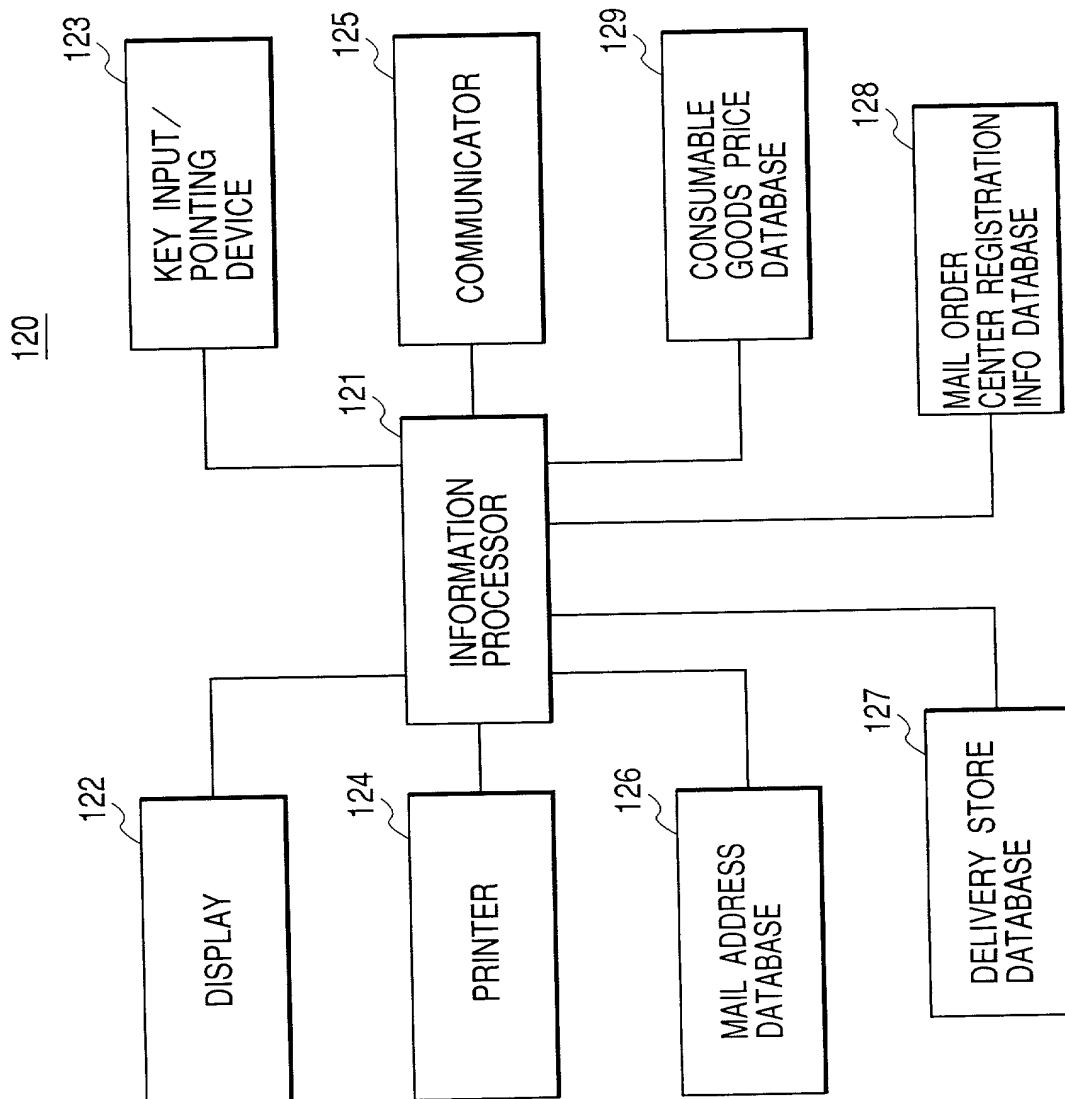 120
122
DISPLAY
123
KEY INPUT/
POINTING
DEVICE
121
INFORMATION
PROCESSOR
124
PRINTER
125
COMMUNICATOR
126
MAIL ADDRESS
DATABASE
129
CONSUMABLE
GOODS PRICE
DATABASE
127
DELIVERY STORE
DATABASE
128
MAIL ORDER
CENTER REGISTRATION
INFO DATABASE